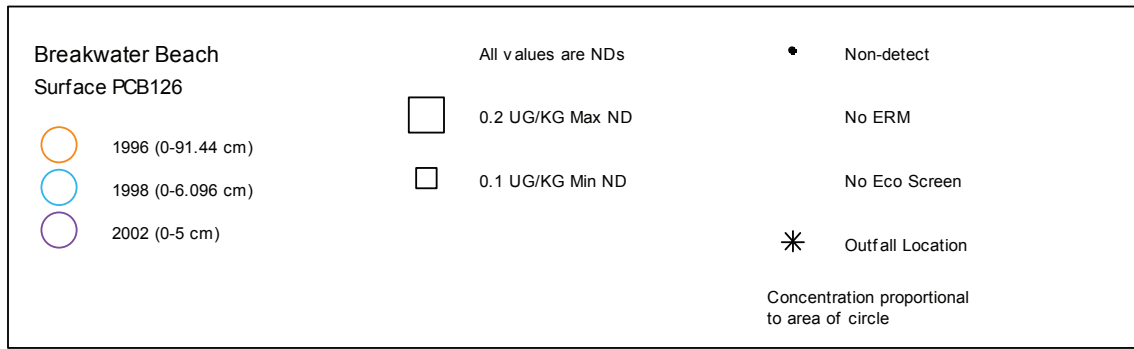 Breakwater Beach
Surface PCB126
1996 (0-91.44 cm)
1998 (0-6.096 cm)
2002 (0-5 cm)
All values are NDs
0.2 UG/KG Max ND
0.1 UG/KG Min ND
Non-detect
No ERM
No Eco Screen
Outfall Location
Concentration proportional
to area of circle